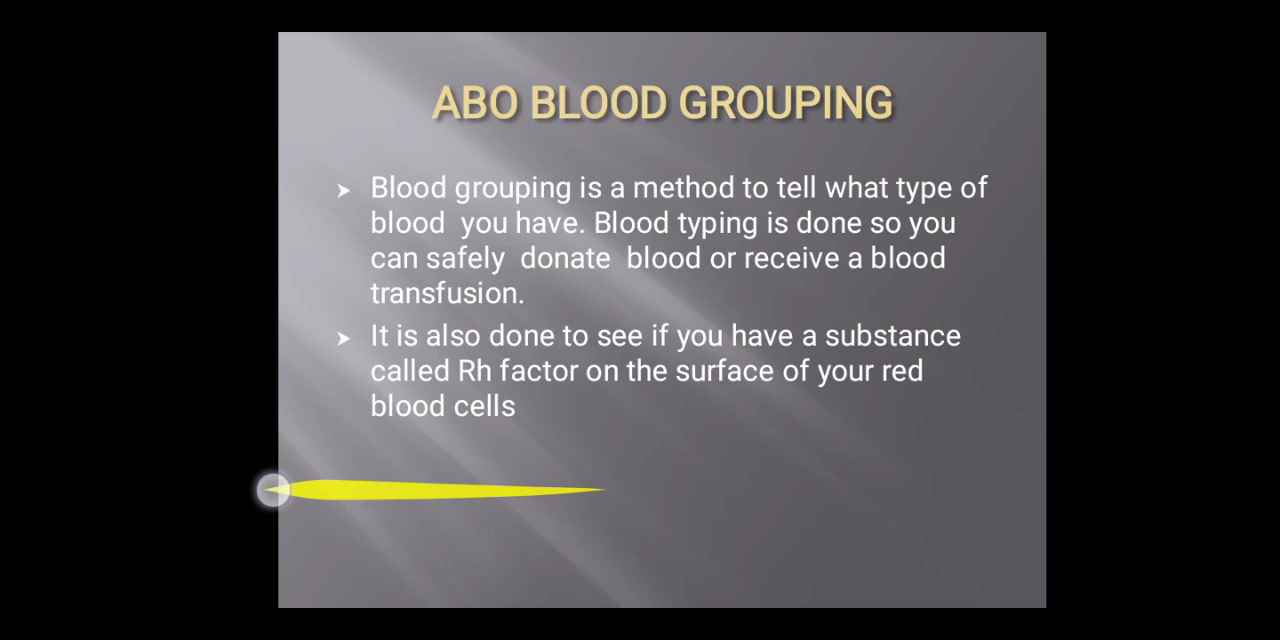 ABO BLOOD GROUPING
Blood grouping is a method to tell what type of
blood you have. Blood typing is done so you
can safely donate blood or receive a blood
transfusion.
It is also done to see if you have a substance
called Rh factor on the surface of your red
blood cells